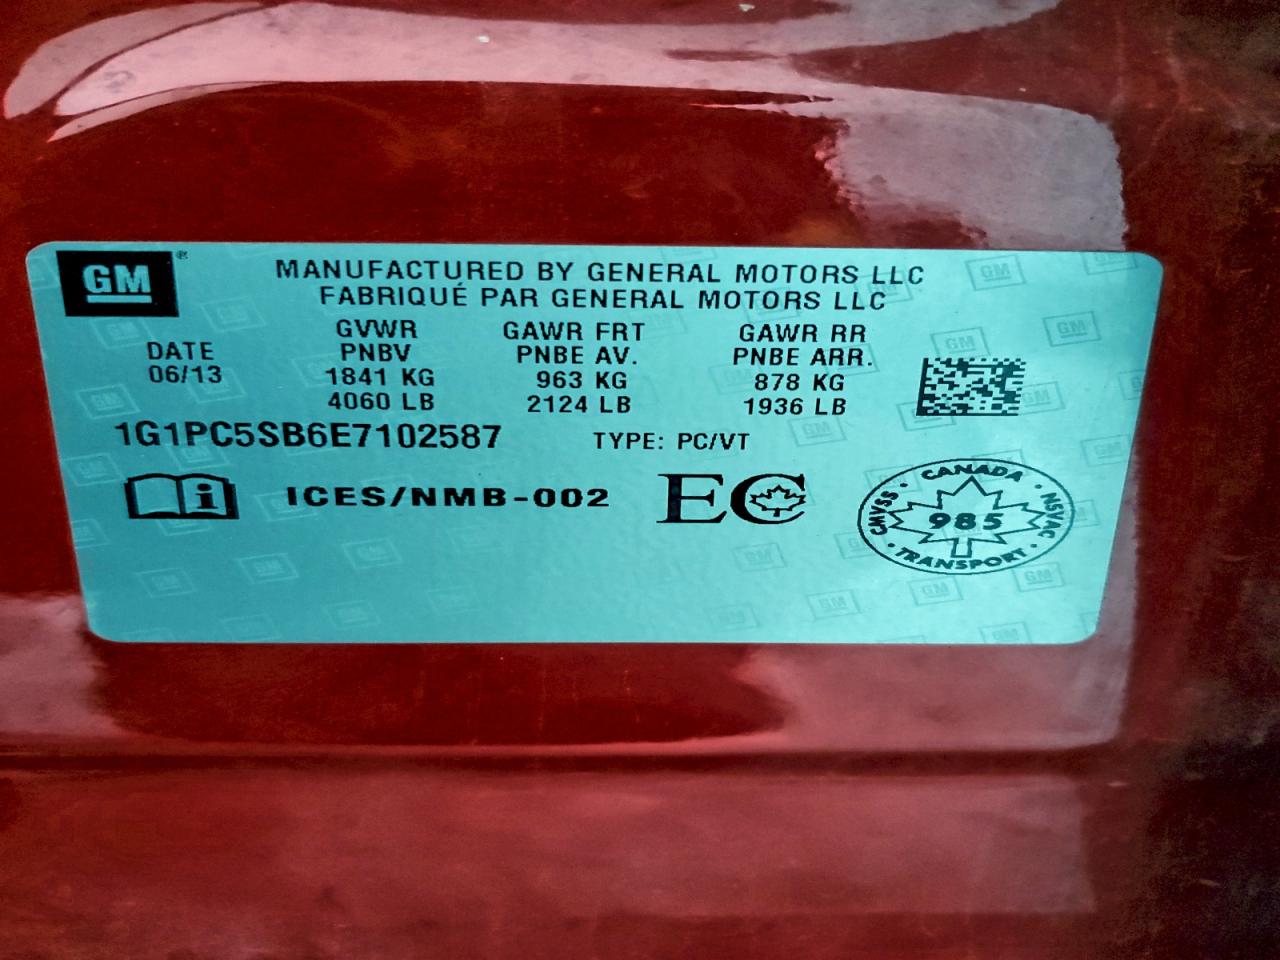 GM®
MANUFACTURED BY GENERAL MOTORS LLC
FABRIQUÉ PAR GENERAL MOTORS LLC
GVWR GAWR FRT GAWR RR
DATE PNBV PNBE AV. PNBE ARR.
06/13 1841 KG 963 KG 878 KG
4060 LB 2124 LB 1936 LB
1G1PC5SB6E7102587 TYPE: PC/VT
i ICES/NMB-002 EC
CANADA
CMVSS · 985 · NSVAC
TRANSPORT